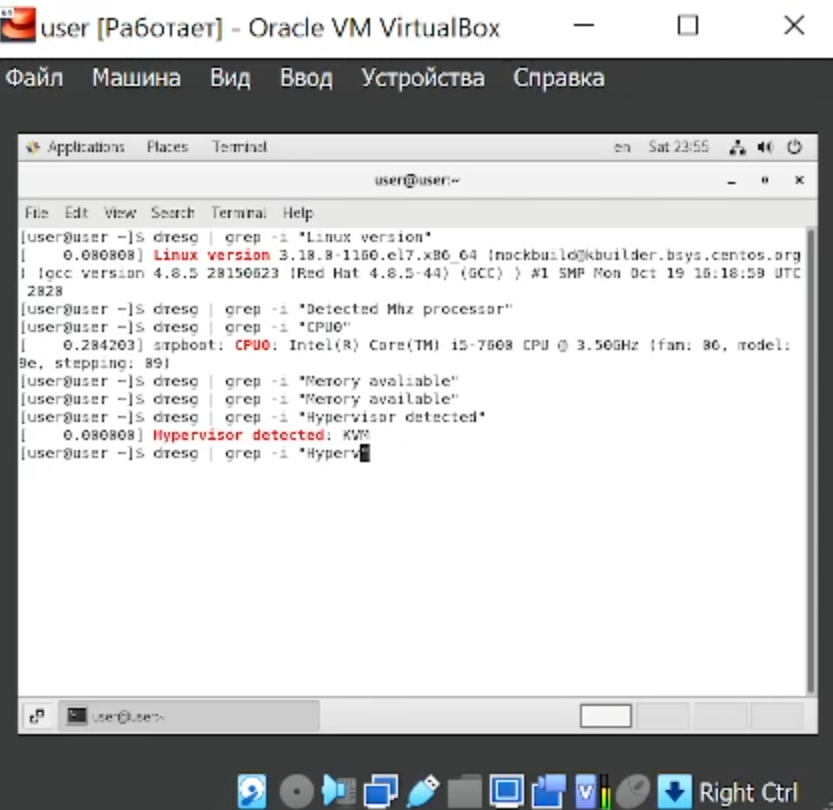 user [Работает] - Oracle VM VirtualBox
Файл Машина Вид Ввод Устройства Справка
Applications Places Terminal en Sat 23:55
user@user:~
File Edit View Search Terminal Help
[user@user ~]$ dmesg | grep -i "Linux version"
[    0.000000] Linux version 3.10.0-1160.el7.x86_64 (mockbuild@kbuilder.bsys.centos.org
) (gcc version 4.8.5 20150623 (Red Hat 4.8.5-44) (GCC) ) #1 SMP Mon Oct 19 16:18:59 UTC
2020
[user@user ~]$ dmesg | grep -i "Detected Mhz processor"
[user@user ~]$ dmesg | grep -i "CPU0"
[    0.204203] smpboot: CPU0: Intel(R) Core(TM) i5-7600 CPU @ 3.50GHz (fam: 06, model:
9e, stepping: 09)
[user@user ~]$ dmesg | grep -i "Memory avaliable"
[user@user ~]$ dmesg | grep -i "Memory available"
[user@user ~]$ dmesg | grep -i "Hypervisor detected"
[    0.000000] Hypervisor detected: KVM
[user@user ~]$ dmesg | grep -i "Hyperv"
user@user:~
Right Ctrl